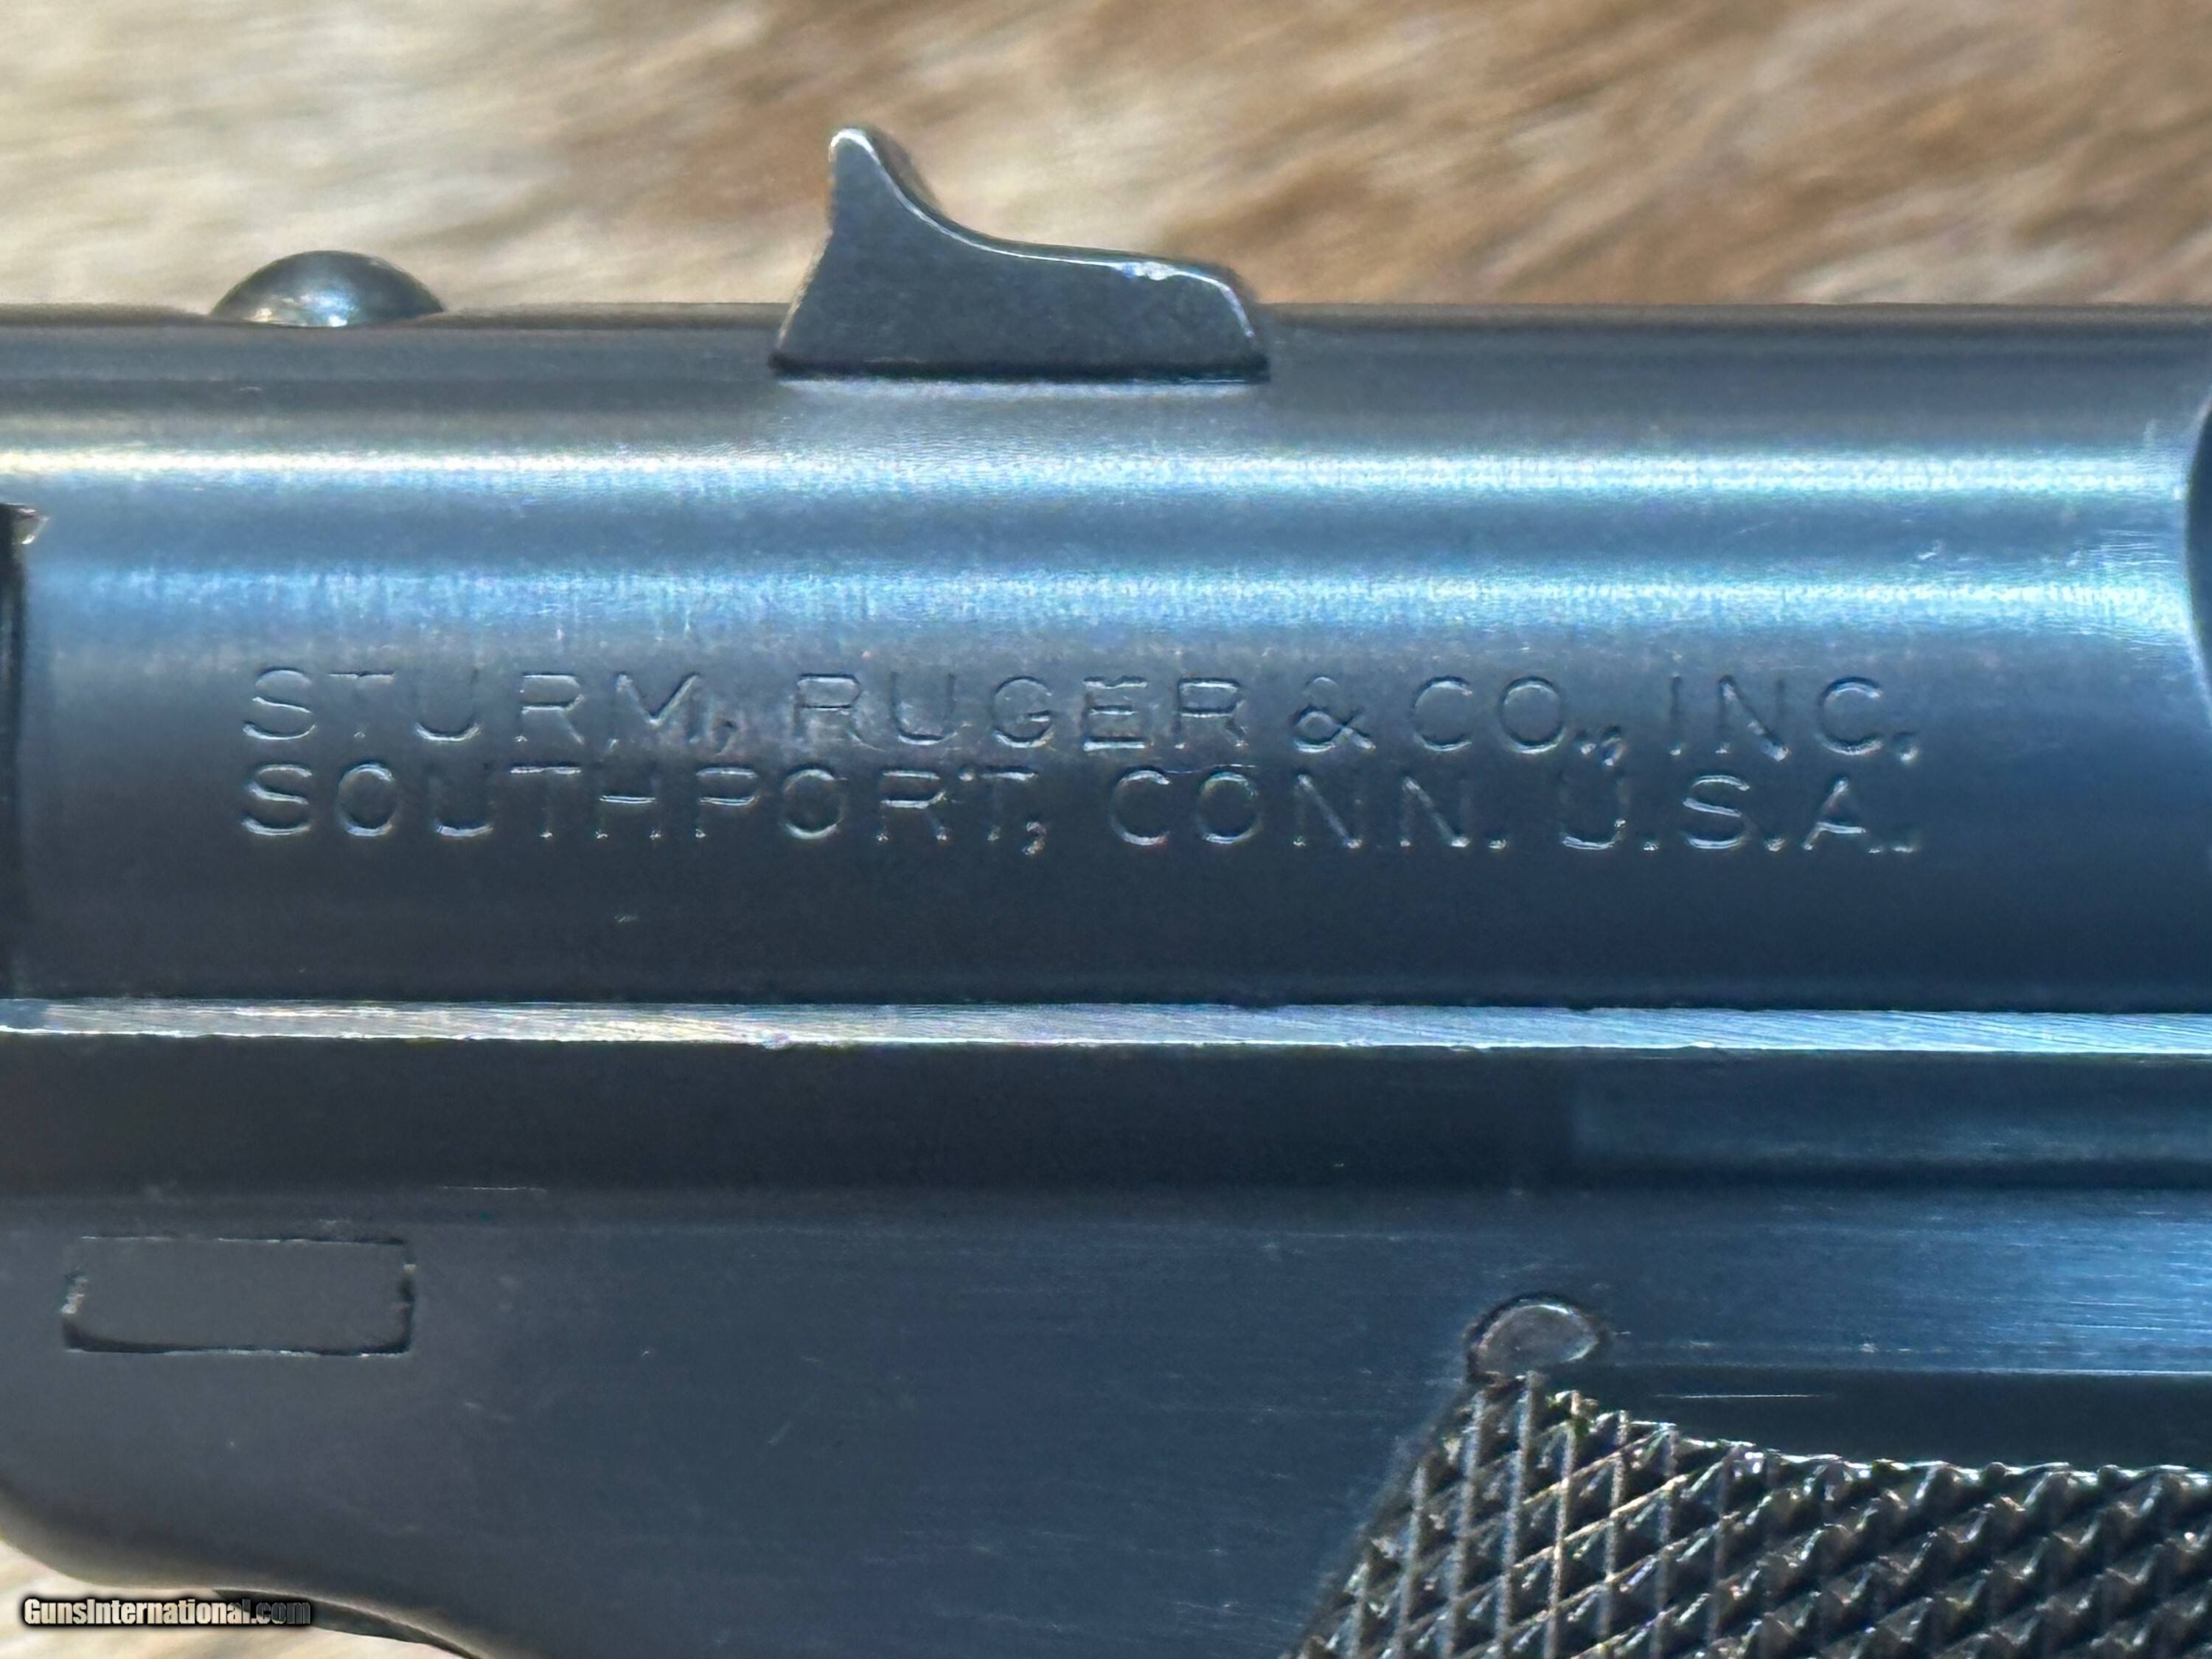 STURM, RUGER & CO., INC.
SOUTHPORT, CONN. U.S.A.
GunsInternational.com